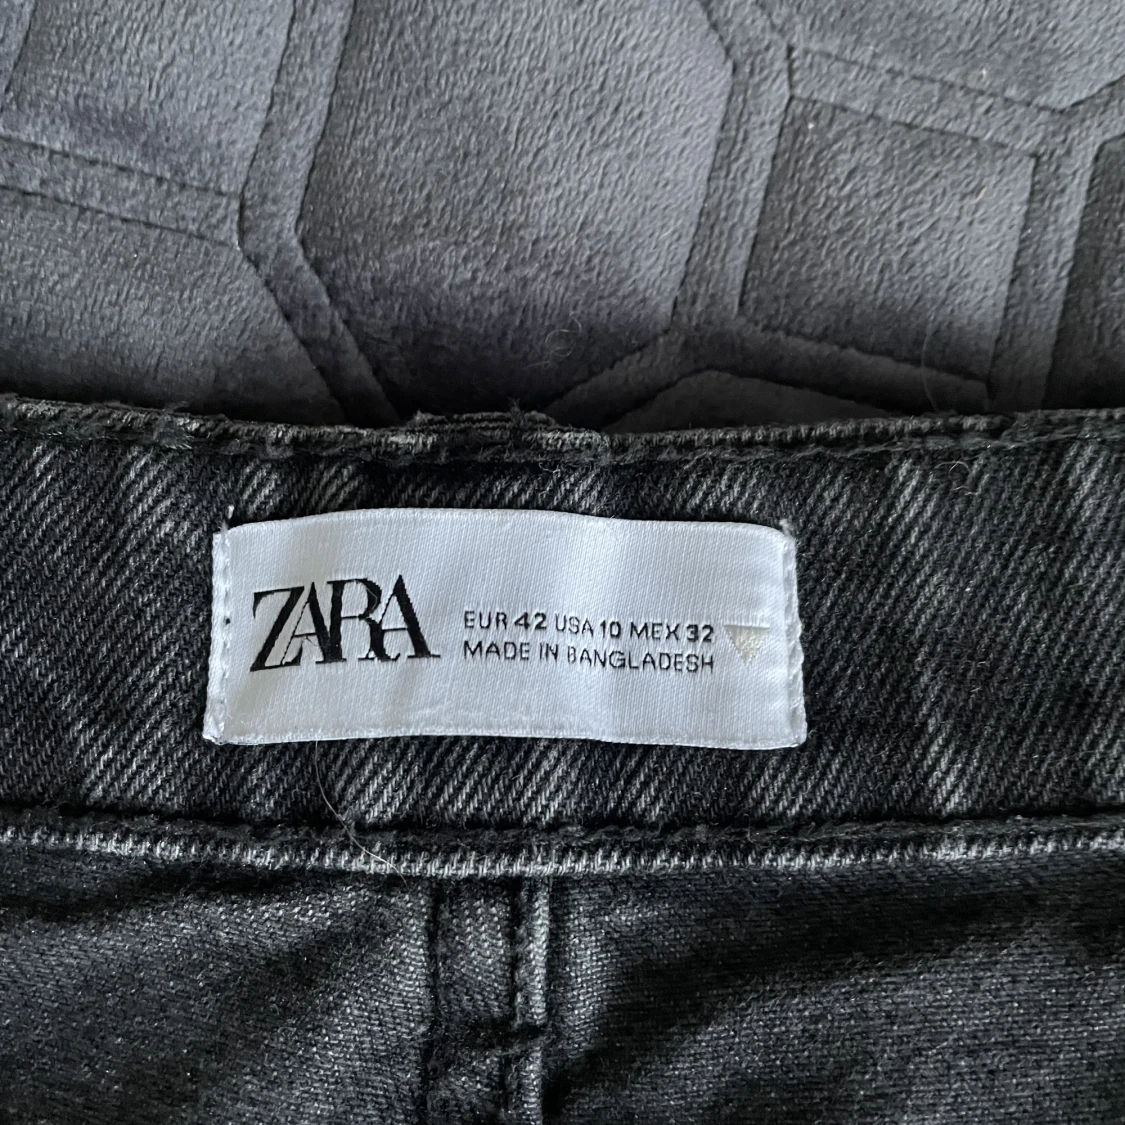 ZARA
EUR 42 USA 10 MEX 32
MADE IN BANGLADESH